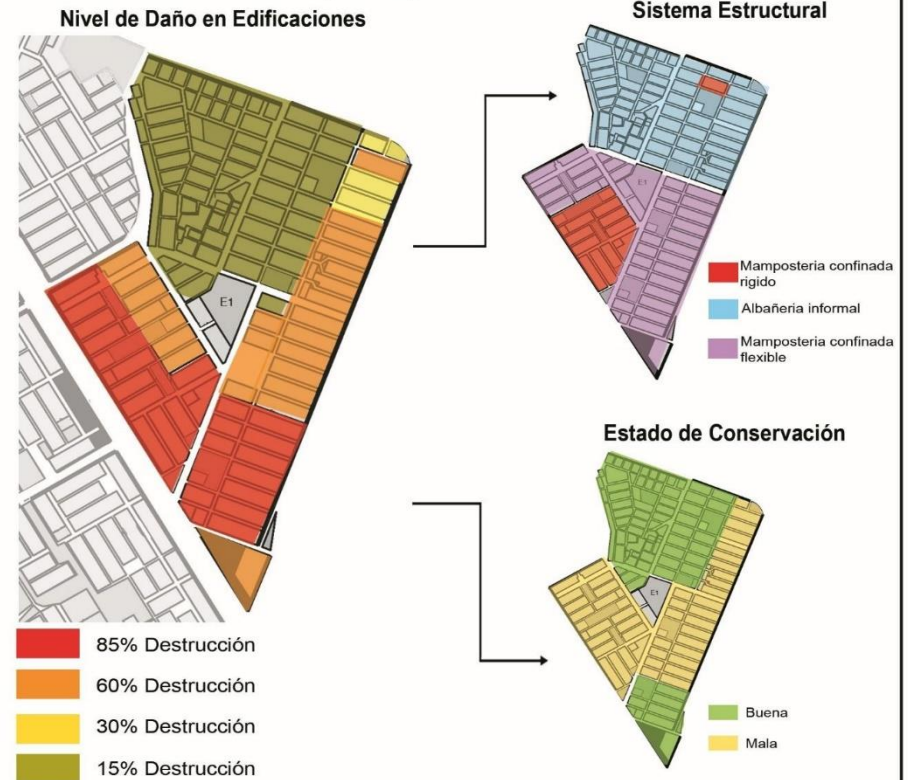 Nivel de Daño en Edificaciones
E1
85% Destrucción
60% Destrucción
30% Destrucción
15% Destrucción
Sistema Estructural
E1
Mamposteria confinada
rigido
Albañeria informal
Mamposteria confinada
flexible
Estado de Conservación
E1
Buena
Mala